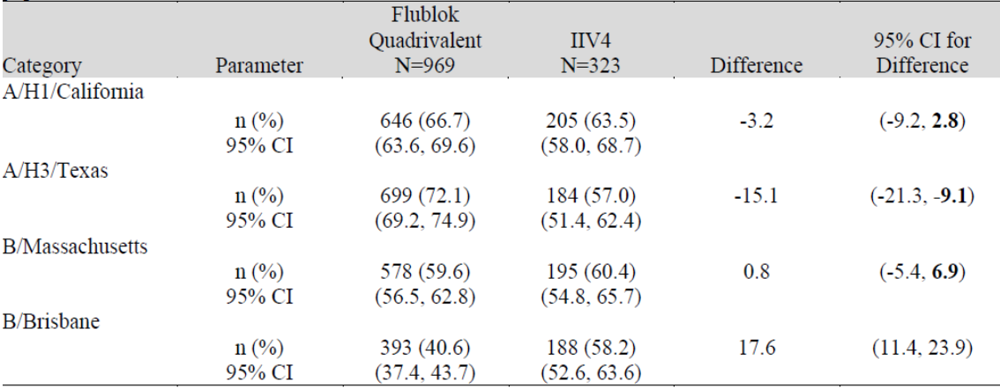 Category Parameter Flublok Quadrivalent N=969 IIV4 N=323 Difference 95% CI for Difference
A/H1/California
n (%) 646 (66.7) 205 (63.5) -3.2 (-9.2, 2.8)
95% CI (63.6, 69.6) (58.0, 68.7)
A/H3/Texas
n (%) 699 (72.1) 184 (57.0) -15.1 (-21.3, -9.1)
95% CI (69.2, 74.9) (51.4, 62.4)
B/Massachusetts
n (%) 578 (59.6) 195 (60.4) 0.8 (-5.4, 6.9)
95% CI (56.5, 62.8) (54.8, 65.7)
B/Brisbane
n (%) 393 (40.6) 188 (58.2) 17.6 (11.4, 23.9)
95% CI (37.4, 43.7) (52.6, 63.6)